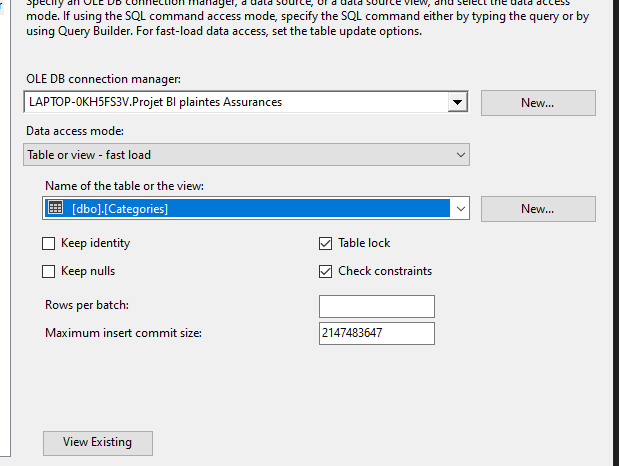 Specify an OLE DB connection manager, a data source, or a data source view, and select the data access
mode. If using the SQL command access mode, specify the SQL command either by typing the query or by
using Query Builder. For fast-load data access, set the table update options.
OLE DB connection manager:
LAPTOP-0KH5FS3V.Projet BI plaintes Assurances
New...
Data access mode:
Table or view - fast load
Name of the table or the view:
[dbo].[Categories]
New...
Keep identity
Table lock
Keep nulls
Check constraints
Rows per batch:
Maximum insert commit size:
2147483647
View Existing